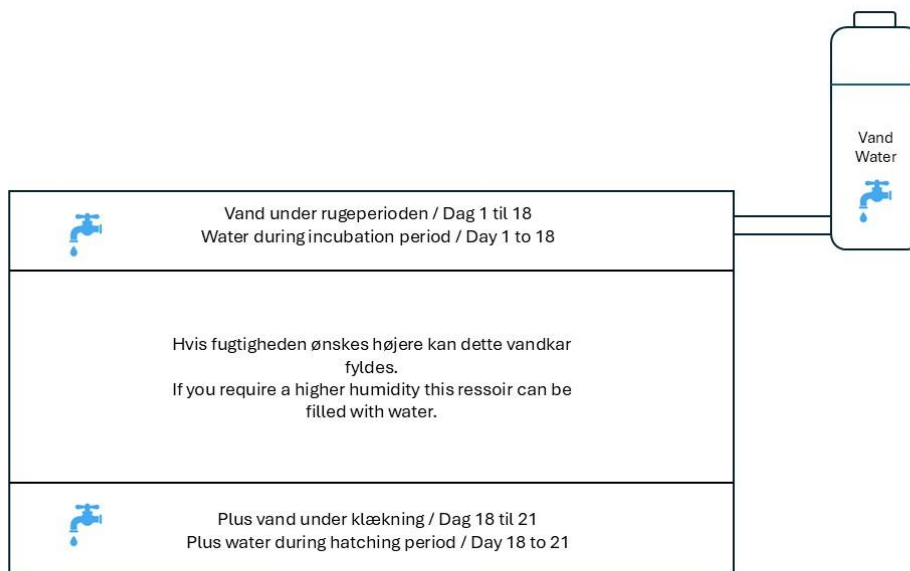 Vand
Water
Vand under rugeperioden / Dag 1 til 18
Water during incubation period / Day 1 to 18
Hvis fugtigheden ønskes højere kan dette vandkar
fyldes.
If you require a higher humidity this ressoir can be
filled with water.
Plus vand under klækning / Dag 18 til 21
Plus water during hatching period / Day 18 to 21